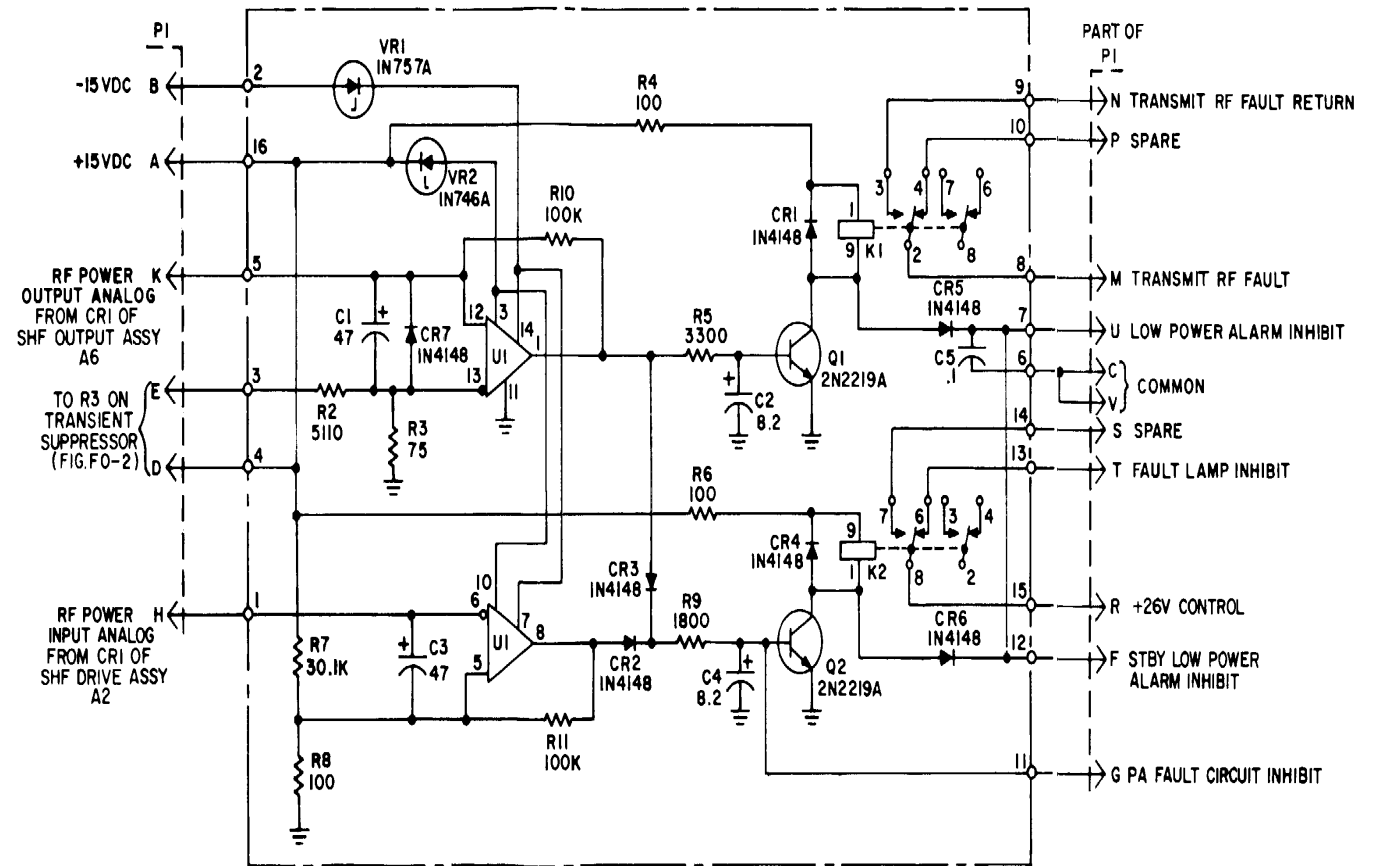 P1
-15VDC B
2
VR1
1N757A
J
+15VDC A
16
VR2
1N746A
L
R4
100
R10
100K
RF POWER K
OUTPUT ANALOG
FROM CR1 OF
SHF OUTPUT ASSY
A6
5
C1
47
+
CR7
1N4148
12
3
14
U1
1
13
11
E
3
TO R3 ON
TRANSIENT
SUPPRESSOR
(FIG.FO-2)
D
4
R2
5110
R3
75
R5
3300
+
C2
8.2
Q1
2N2219A
CR1
1N4148
1
9
K1
3
4
7
6
2
8
CR5
1N4148
C5
.1
R6
100
CR4
1N4148
9
1
K2
7
6
3
4
8
2
CR6
1N4148
CR3
1N4148
R9
1800
+
C4
8.2
Q2
2N2219A
RF POWER H
INPUT ANALOG
FROM CR1 OF
SHF DRIVE ASSY
A2
1
R7
30.1K
+
C3
47
10
6
7
U1
8
5
CR2
1N4148
R11
100K
R8
100
PART OF
P1
9
N TRANSMIT RF FAULT RETURN
10
P SPARE
8
M TRANSMIT RF FAULT
7
U LOW POWER ALARM INHIBIT
6
C
V
COMMON
14
S SPARE
13
T FAULT LAMP INHIBIT
15
R +26V CONTROL
12
F STBY LOW POWER
ALARM INHIBIT
11
G PA FAULT CIRCUIT INHIBIT